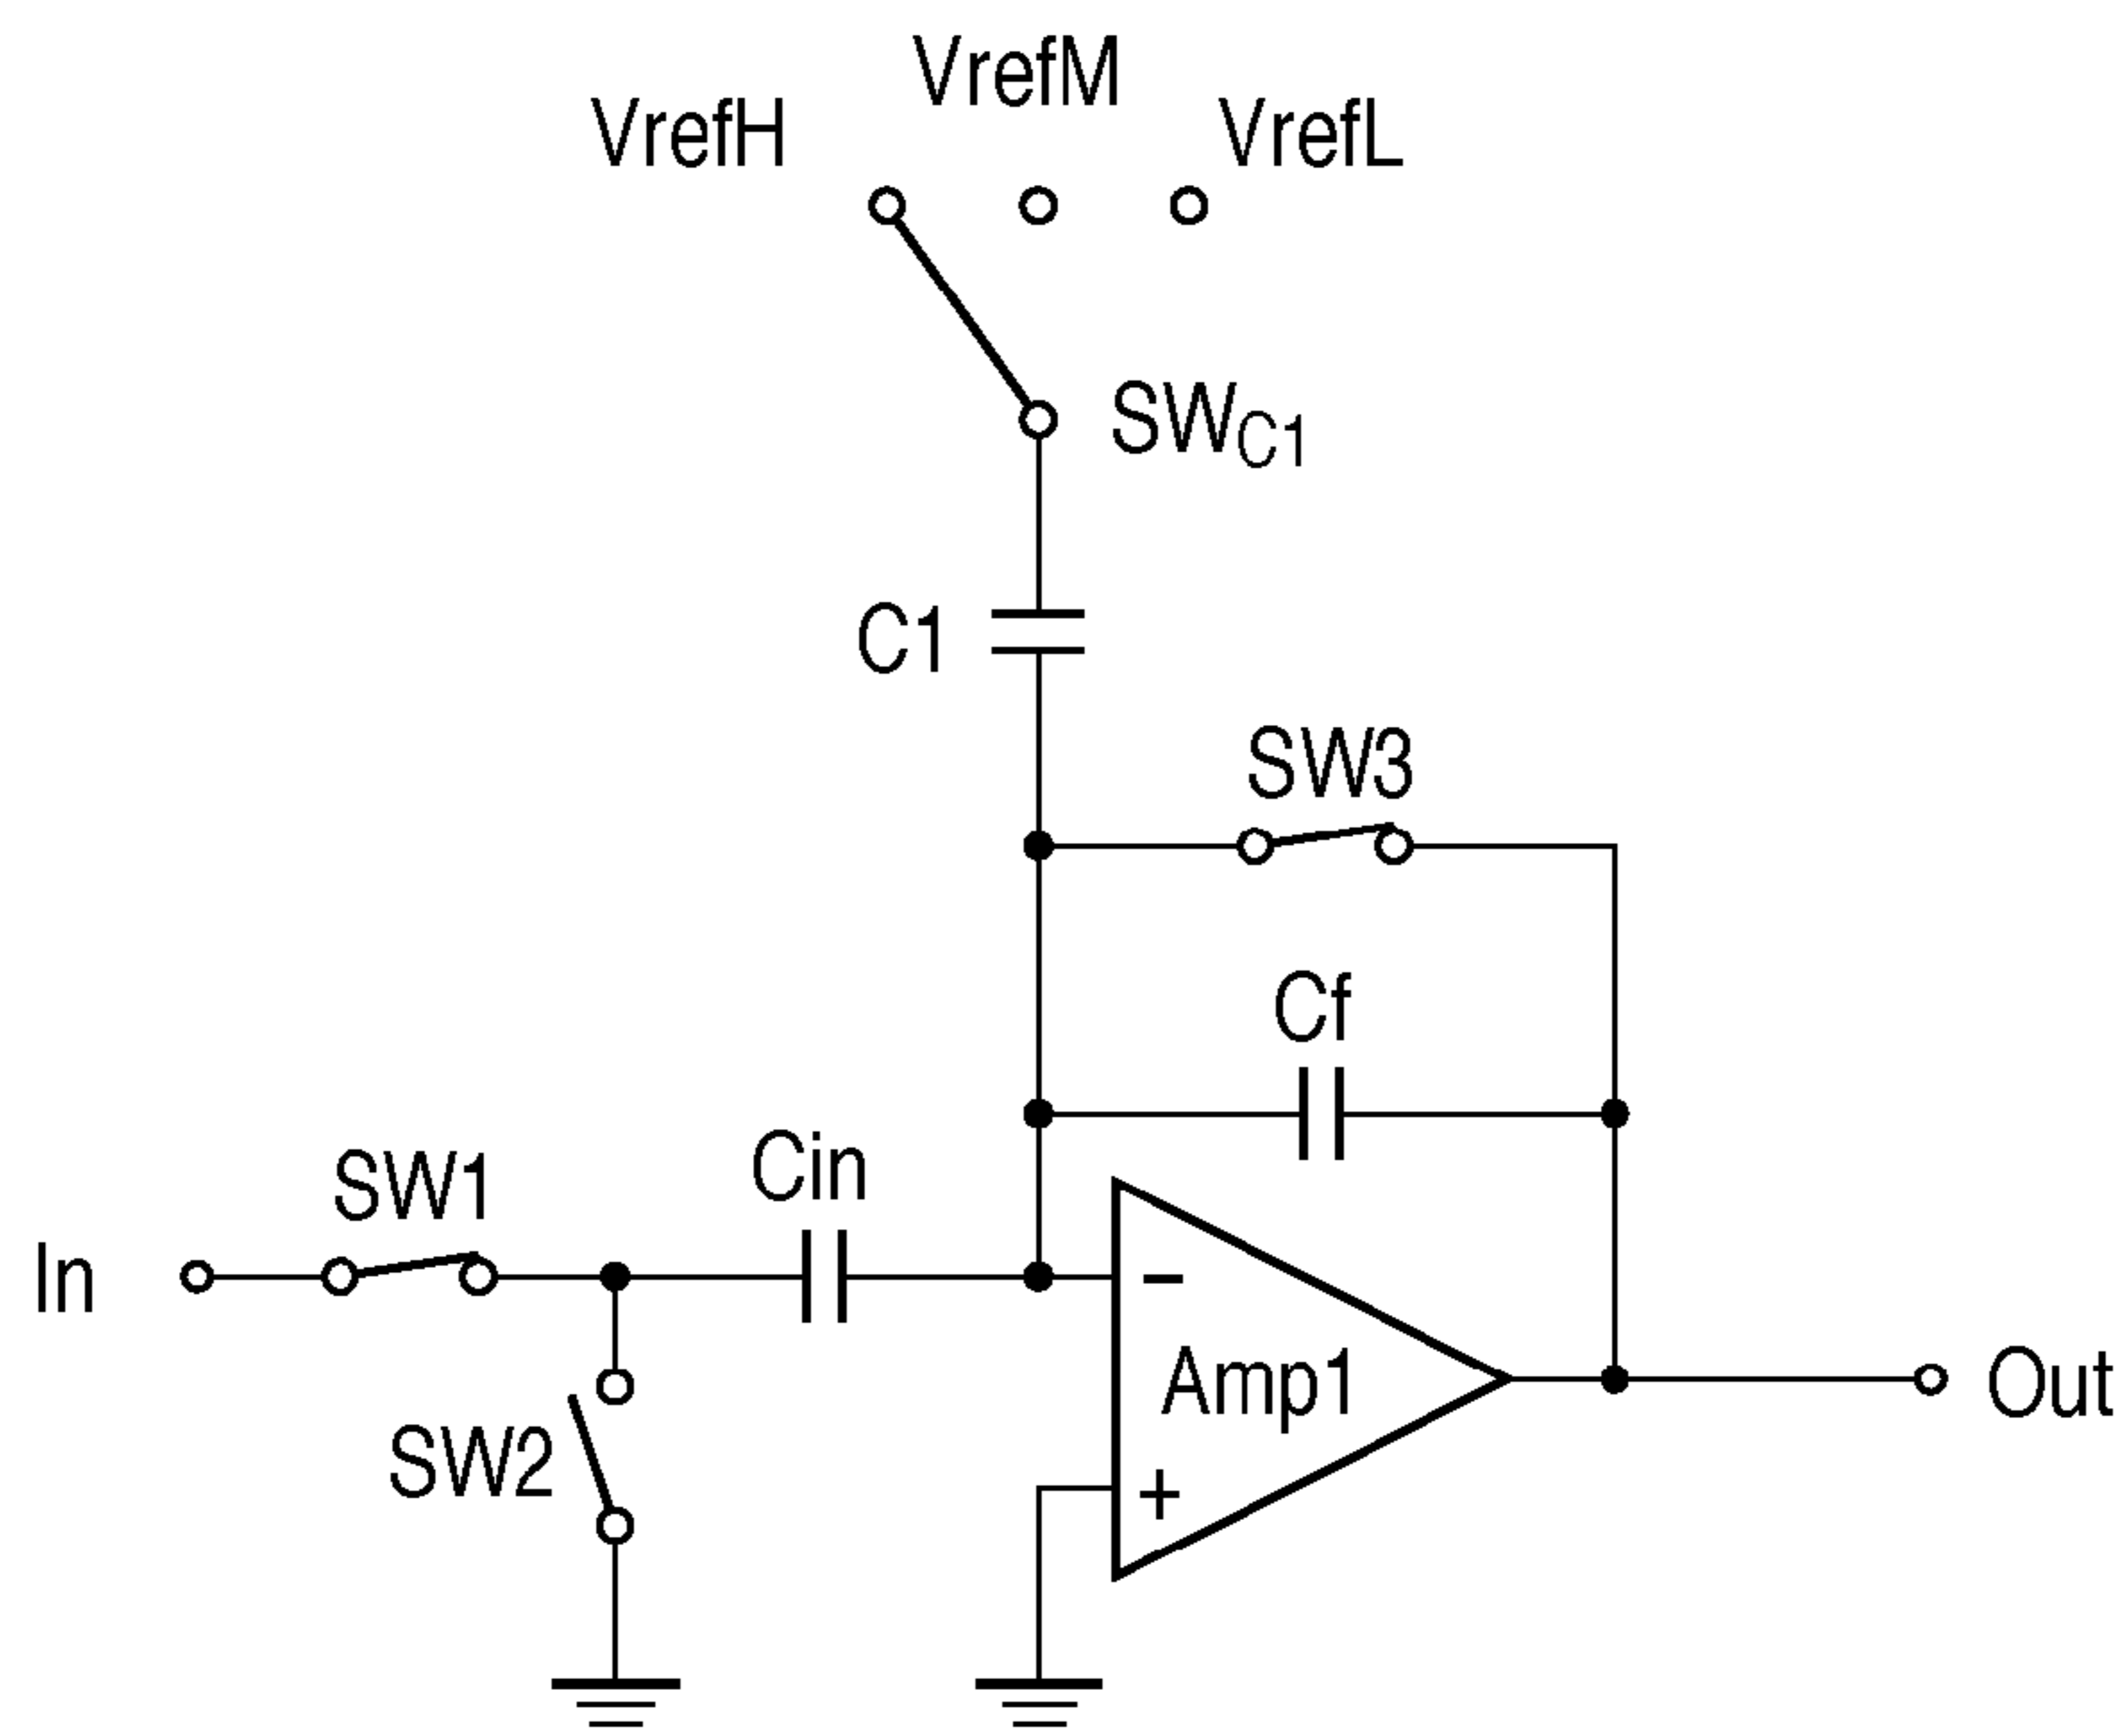 VrefM
VrefH
VrefL
SWC1
C1
SW3
Cf
Cin
SW1
In
-
Amp1
Out
SW2
+